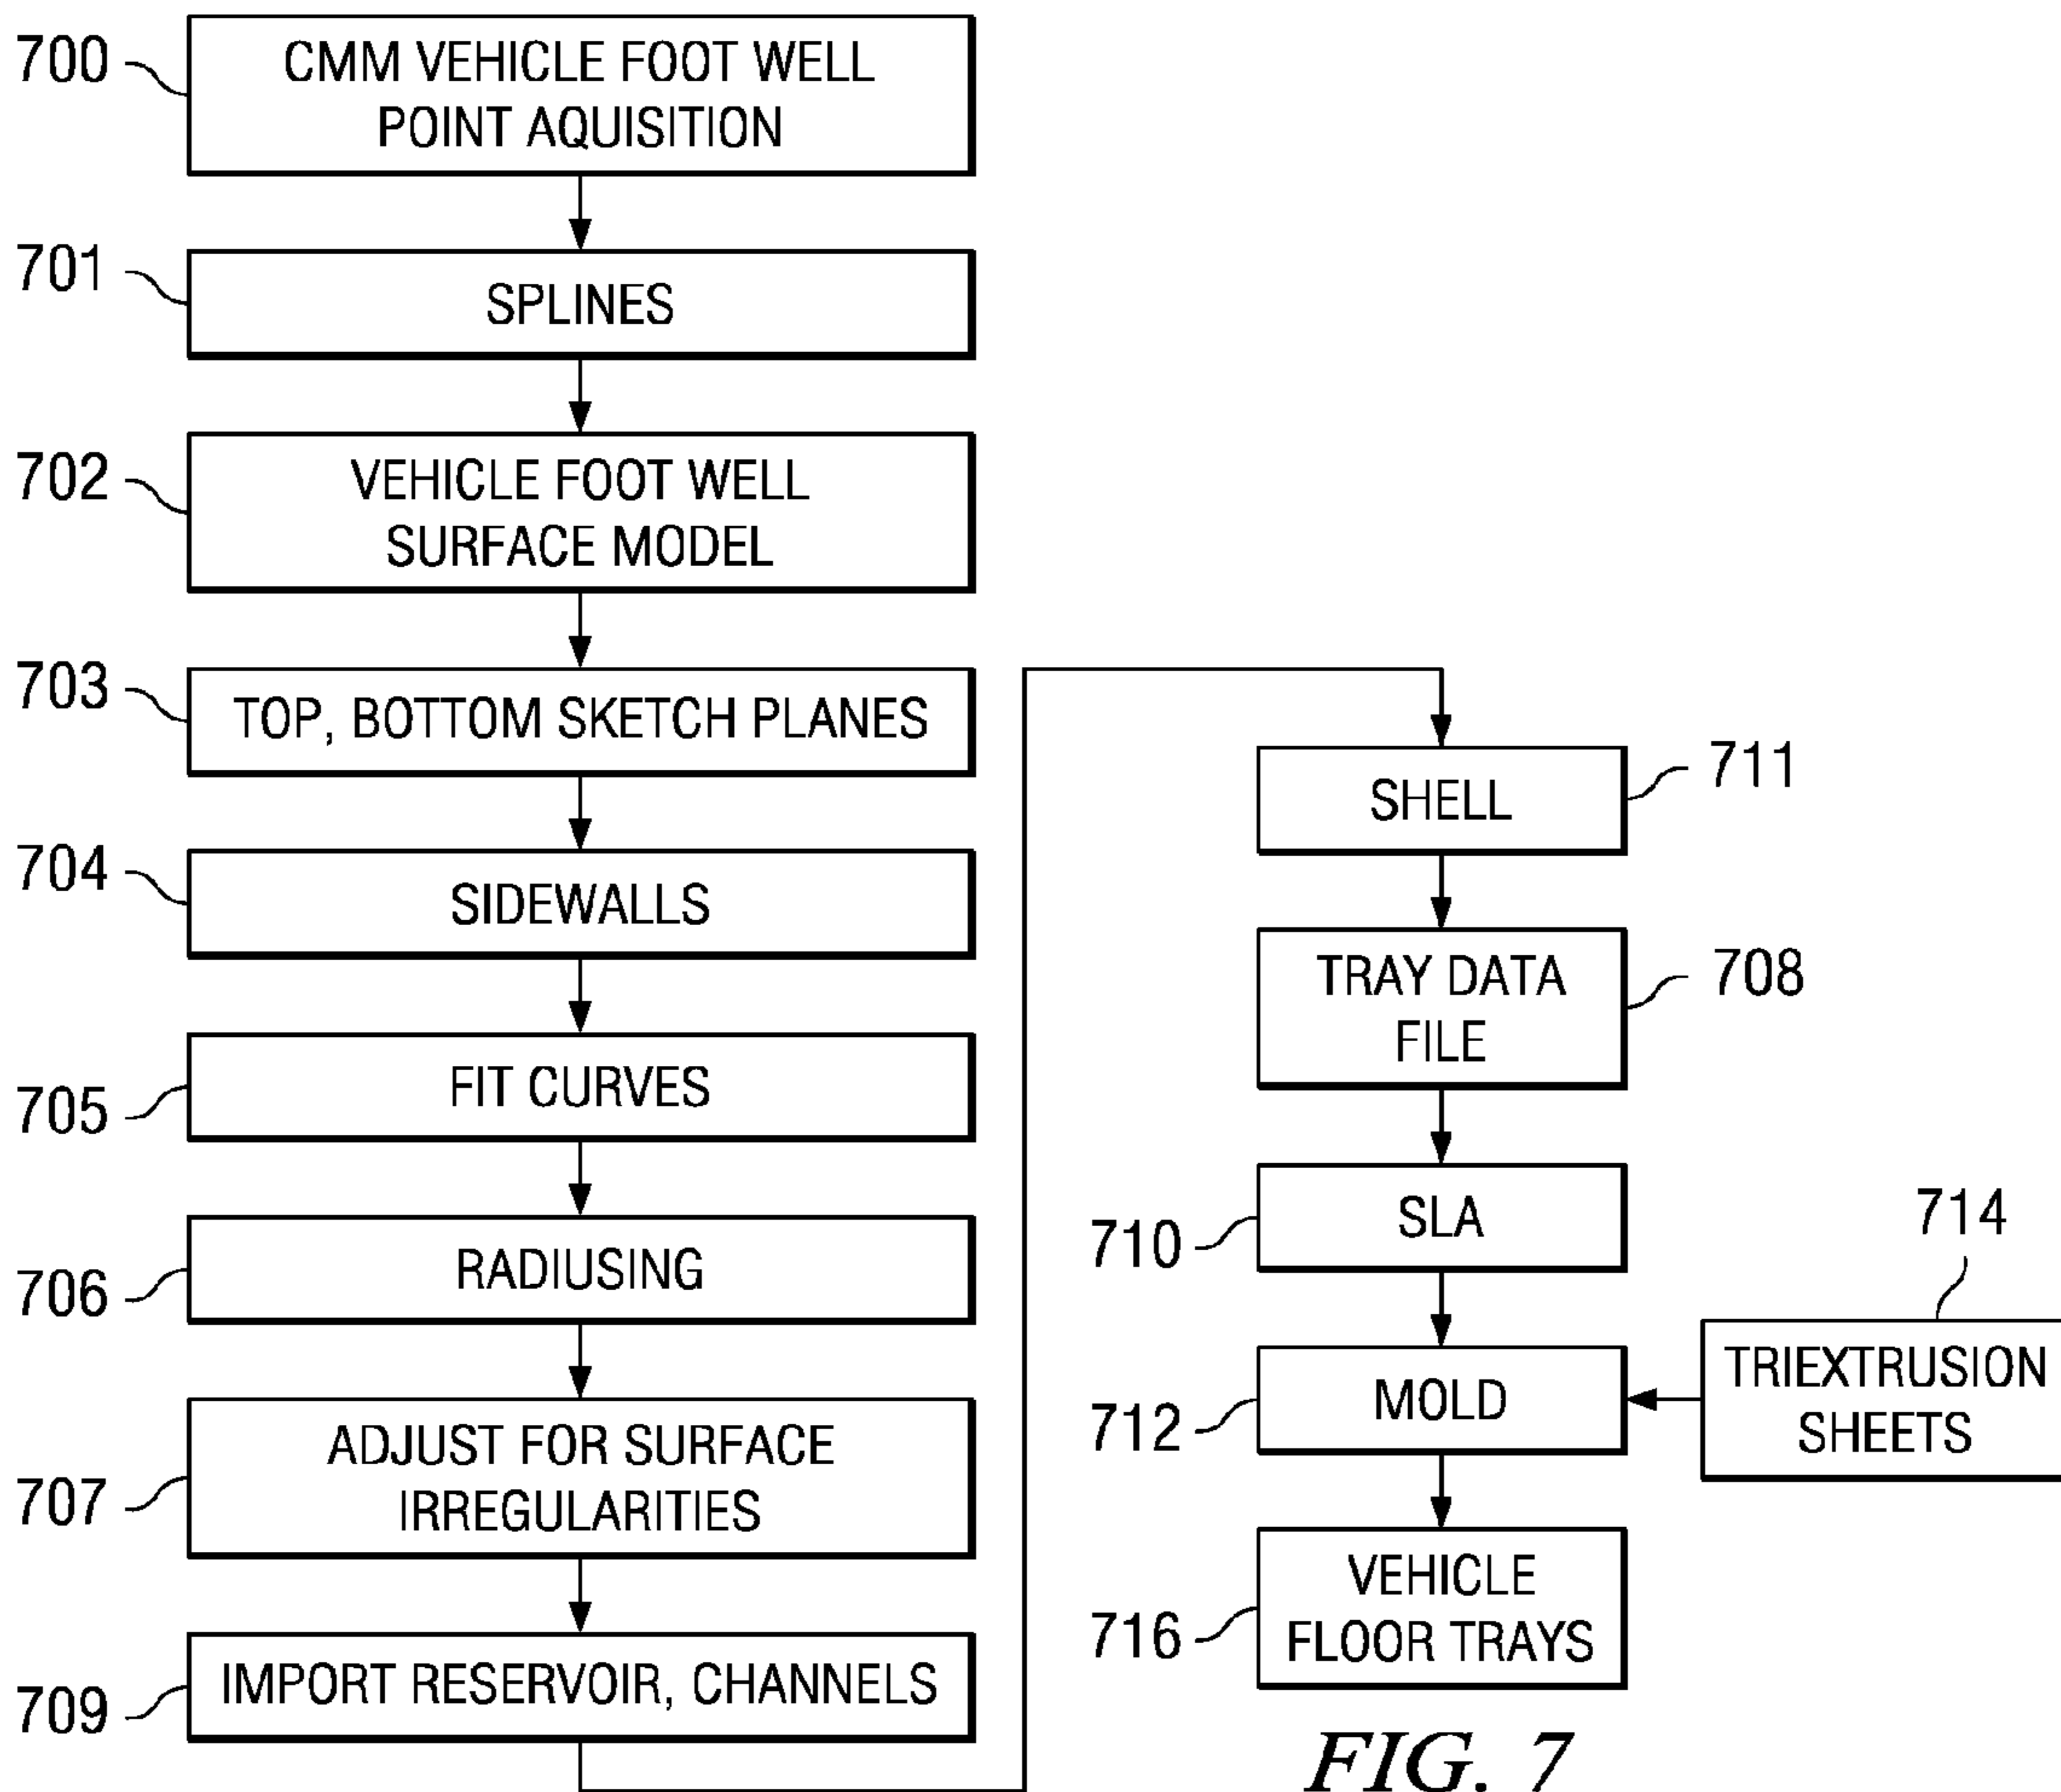 700
CMM VEHICLE FOOT WELL
POINT AQUISITION
701
SPLINES
702
VEHICLE FOOT WELL
SURFACE MODEL
703
TOP, BOTTOM SKETCH PLANES
704
SIDEWALLS
705
FIT CURVES
706
RADIUSING
707
ADJUST FOR SURFACE
IRREGULARITIES
709
IMPORT RESERVOIR, CHANNELS
711
SHELL
708
TRAY DATA
FILE
710
SLA
712
MOLD
714
TRIEXTRUSION
SHEETS
716
VEHICLE
FLOOR TRAYS
FIG. 7